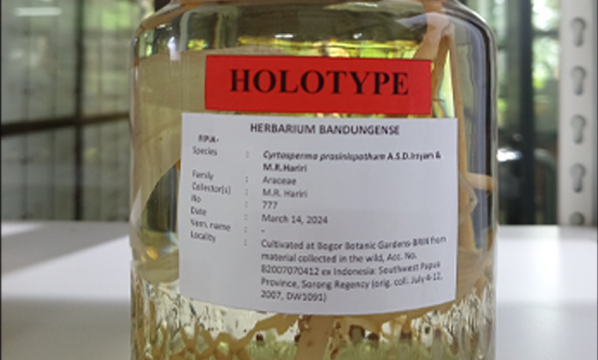 HOLOTYPE
HERBARIUM BANDUNGENSE
FIPIA-
Species : Cyrtosperma prasinispathum A.S.D.Irsyam &
M.R.Hariri
Family : Araceae
Collector(s) : M.R. Hariri
No : 777
Date : March 14, 2024
Vern. name : -
Locality : Cultivated at Bogor Botanic Gardens-BRIN from
material collected in the wild, Acc. No.
B2007070412 ex Indonesia: Southwest Papua
Province, Sorong Regency (orig. coll. July 4-12,
2007, DW1091)